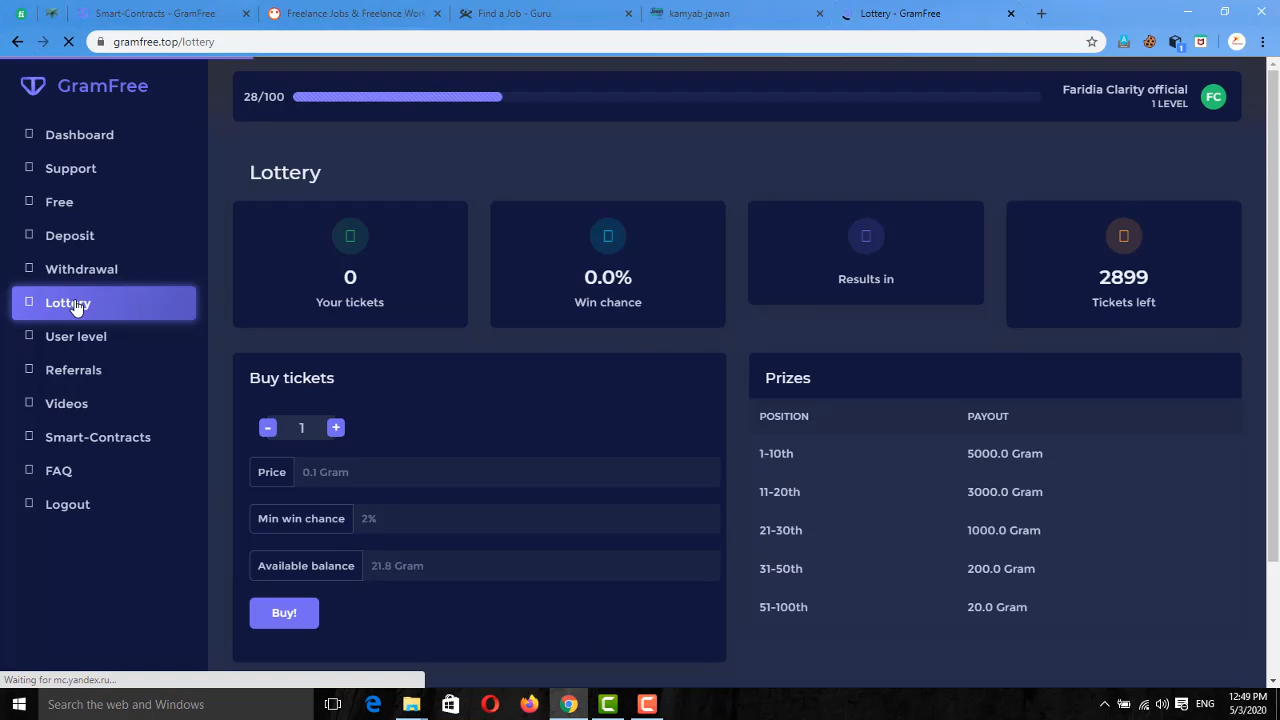 Smart-Contracts - GramFree
Freelance Jobs & Freelance Work
Find a Job - Guru
kamyab jawan
Lottery - GramFree
gramfree.top/lottery
GramFree
Dashboard
Support
Free
Deposit
Withdrawal
Lottery
User level
Referrals
Videos
Smart-Contracts
FAQ
Logout
28/100
Faridia Clarity official
1 LEVEL
FC
Lottery
0
Your tickets
0.0%
Win chance
Results in
2899
Tickets left
Buy tickets
- 1 +
Price 0.1 Gram
Min win chance 2%
Available balance 21.8 Gram
Buy!
Prizes
POSITION PAYOUT
1-10th 5000.0 Gram
11-20th 3000.0 Gram
21-30th 1000.0 Gram
31-50th 200.0 Gram
51-100th 20.0 Gram
Waiting for mc.yandex.ru...
Search the web and Windows
ENG
12:49 PM
5/3/2020